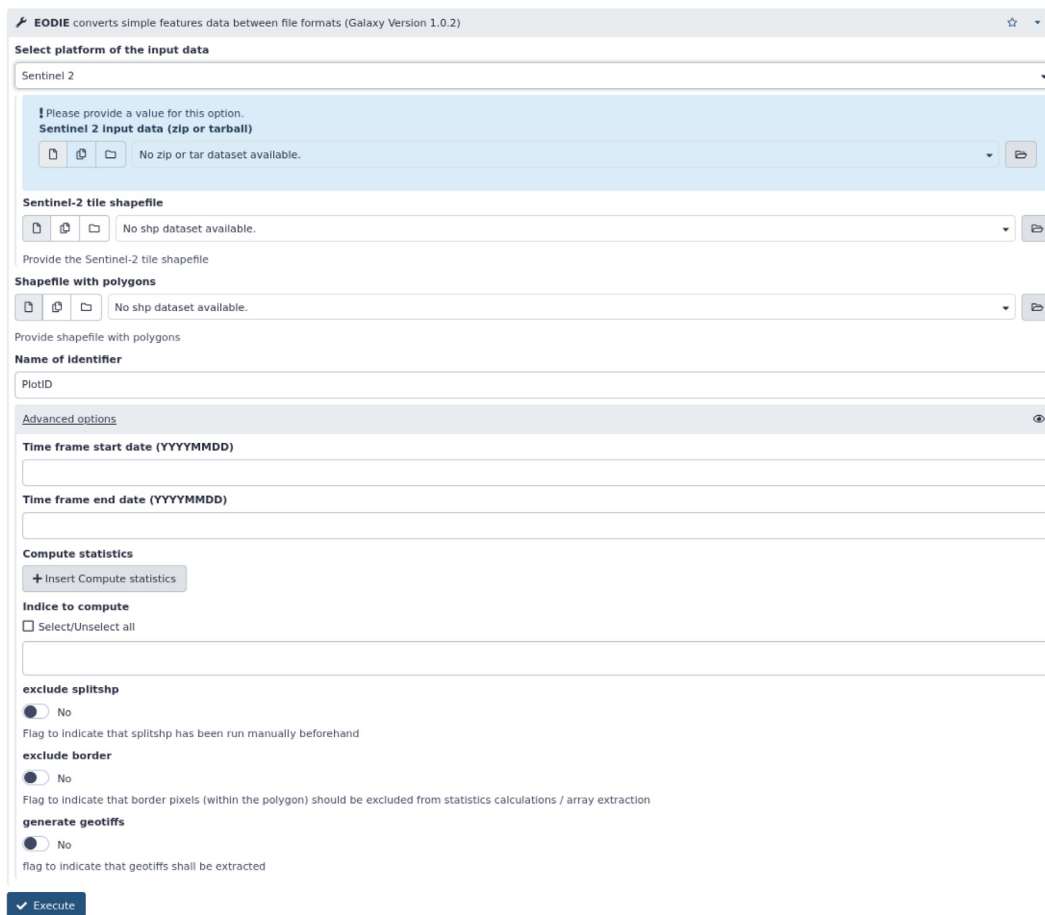 EODIE converts simple features data between file formats (Galaxy Version 1.0.2)
Select platform of the input data
Sentinel 2
Please provide a value for this option.
Sentinel 2 input data (zip or tarball)
No zip or tar dataset available.
Sentinel-2 tile shapefile
No shp dataset available.
Provide the Sentinel-2 tile shapefile
Shapefile with polygons
No shp dataset available.
Provide shapefile with polygons
Name of identifier
PlotID
Advanced options
Time frame start date (YYYYMMDD)
Time frame end date (YYYYMMDD)
Compute statistics
+ Insert Compute statistics
Indice to compute
Select/Unselect all
exclude splitshp
No
Flag to indicate that splitshp has been run manually beforehand
exclude border
No
Flag to indicate that border pixels (within the polygon) should be excluded from statistics calculations / array extraction
generate geotiffs
No
flag to indicate that geotiffs shall be extracted
Execute